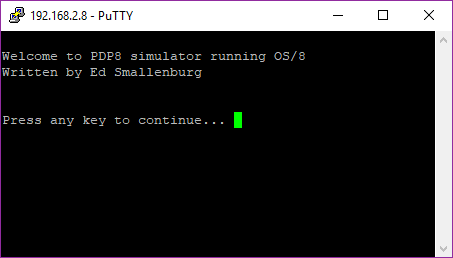 192.168.2.8 - PuTTY
Welcome to PDP8 simulator running OS/8
Written by Ed Smallenburg
Press any key to continue...